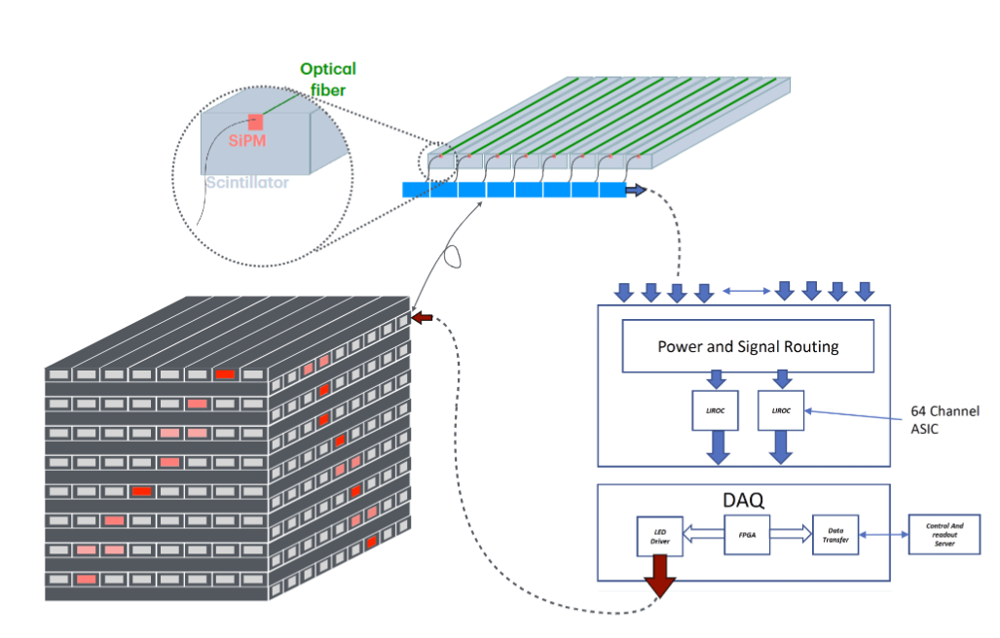 Optical
fiber
SiPM
Scintillator
Power and Signal Routing
LIROC
LIROC
64 Channel
ASIC
DAQ
LED
Driver
FPGA
Data
Transfer
Control And
readout
Server